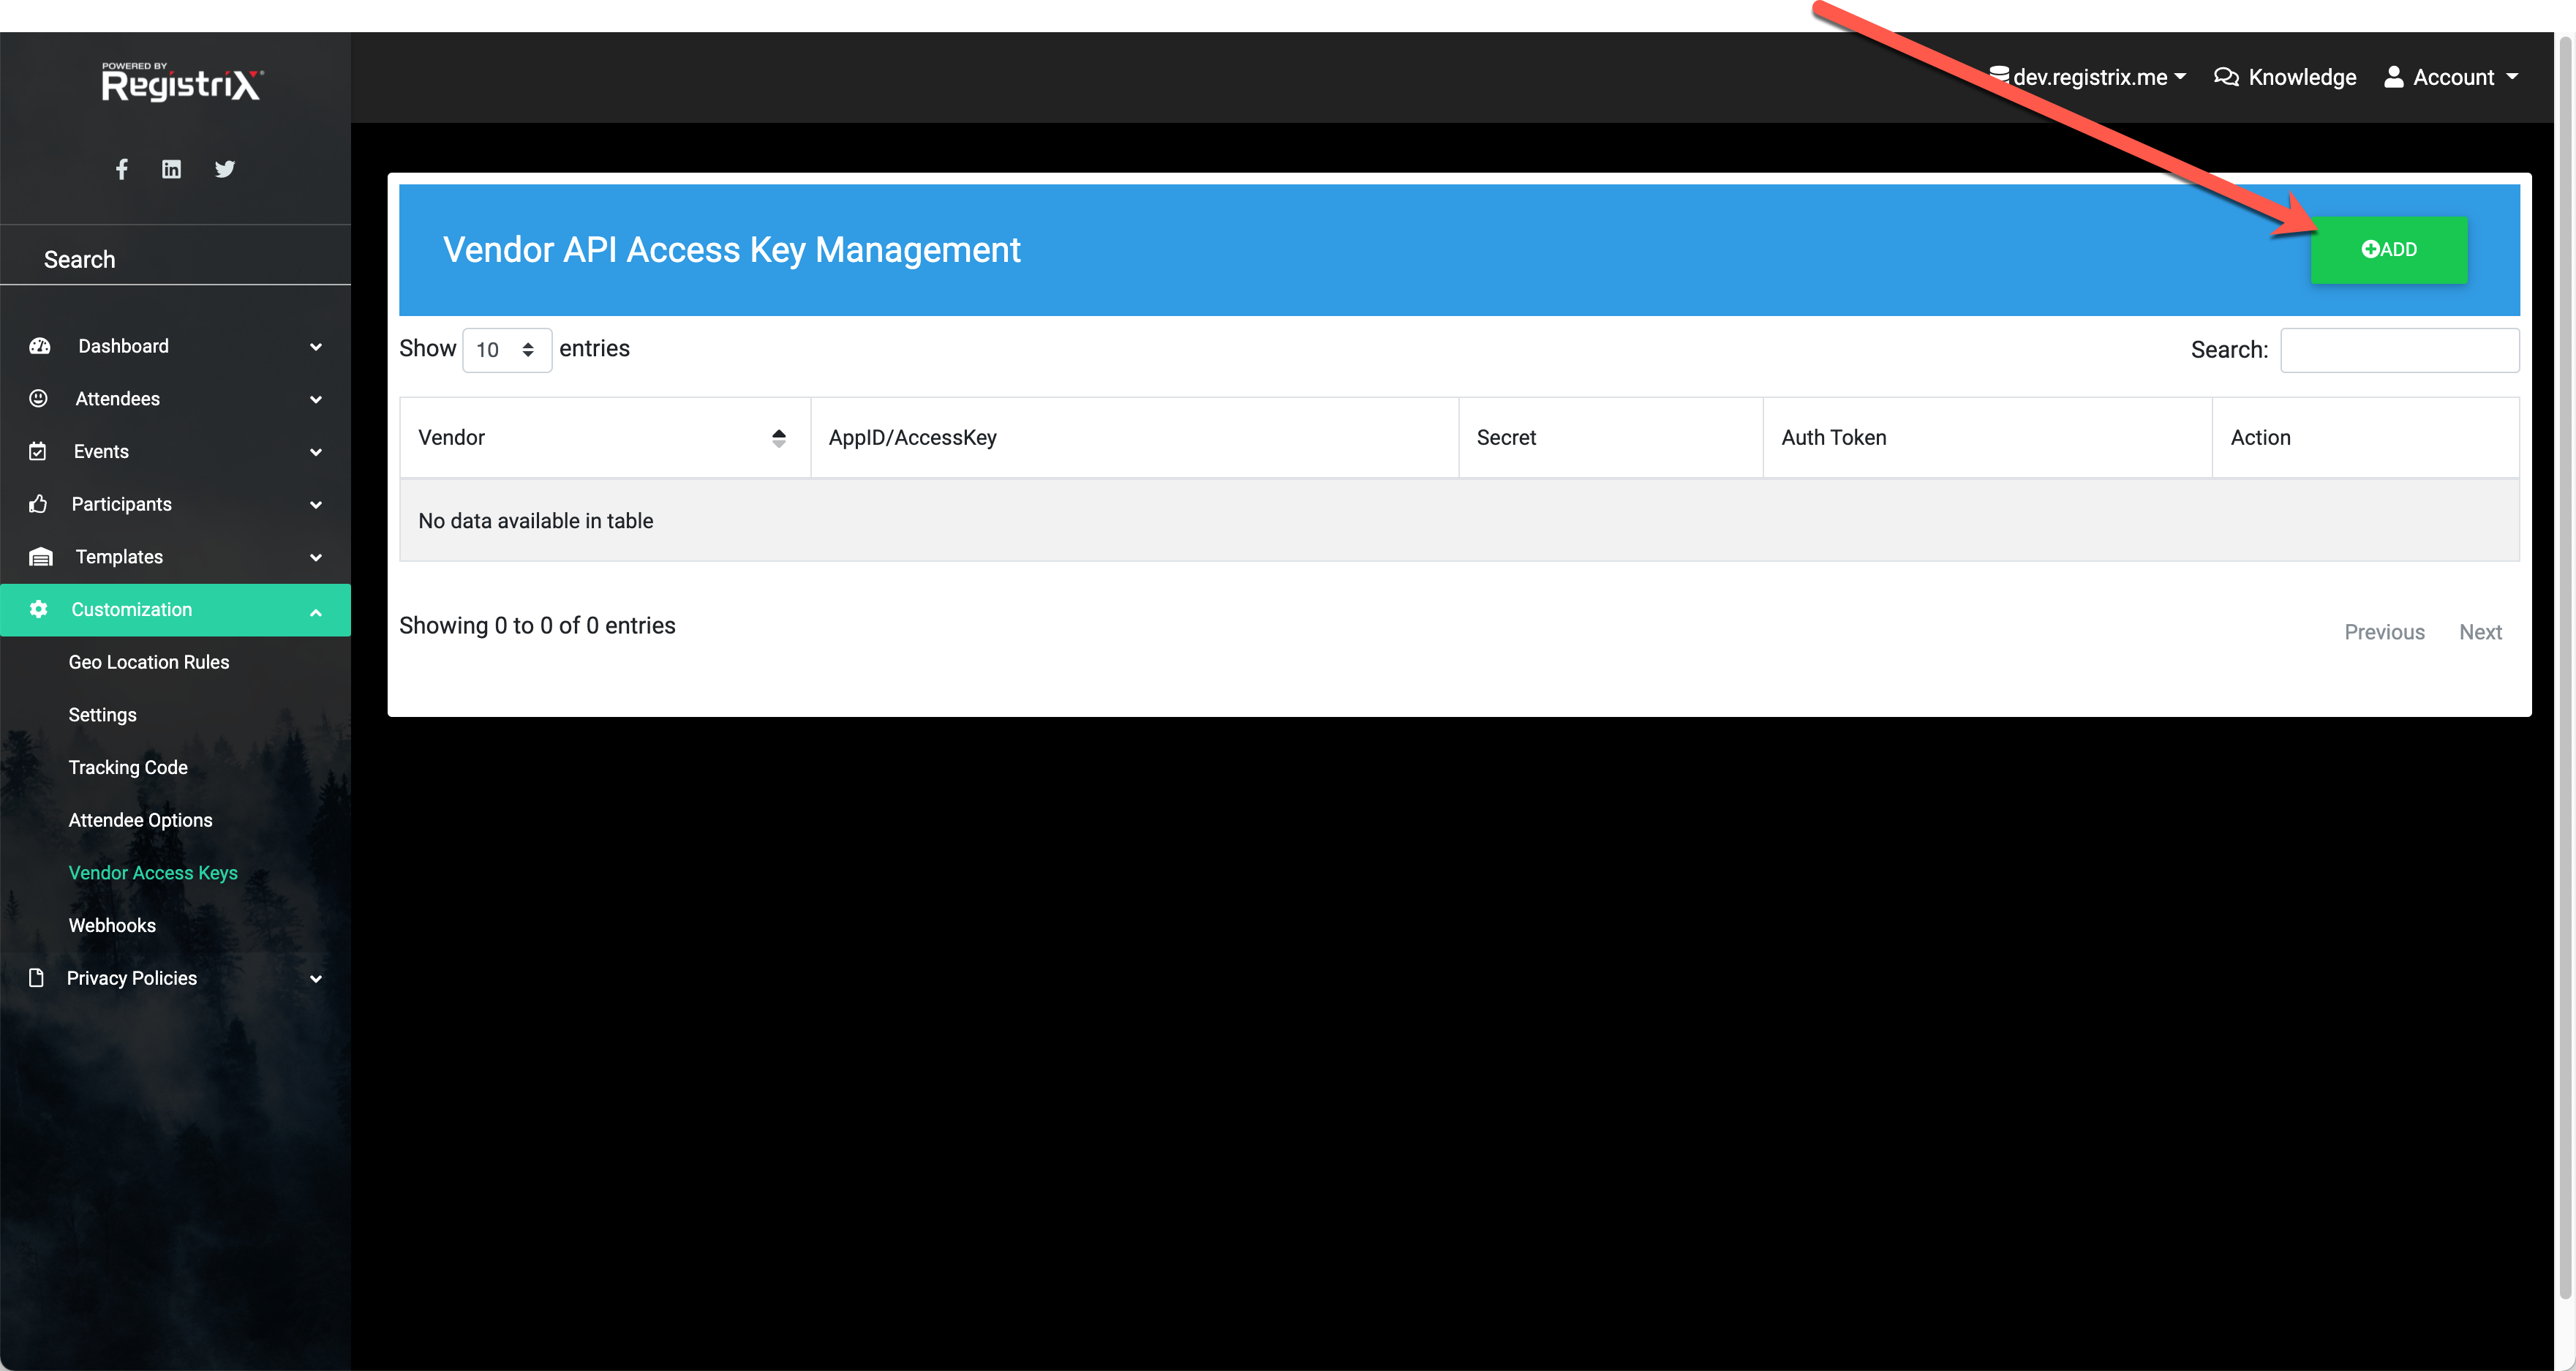 POWERED BY
RegistriX
dev.registrix.me
Knowledge
Account
Search
Dashboard
Attendees
Events
Participants
Templates
Customization
Geo Location Rules
Settings
Tracking Code
Attendee Options
Vendor Access Keys
Webhooks
Privacy Policies
Vendor API Access Key Management
ADD
Show 10 entries
Search:
Vendor AppID/AccessKey Secret Auth Token Action
No data available in table
Showing 0 to 0 of 0 entries
Previous Next